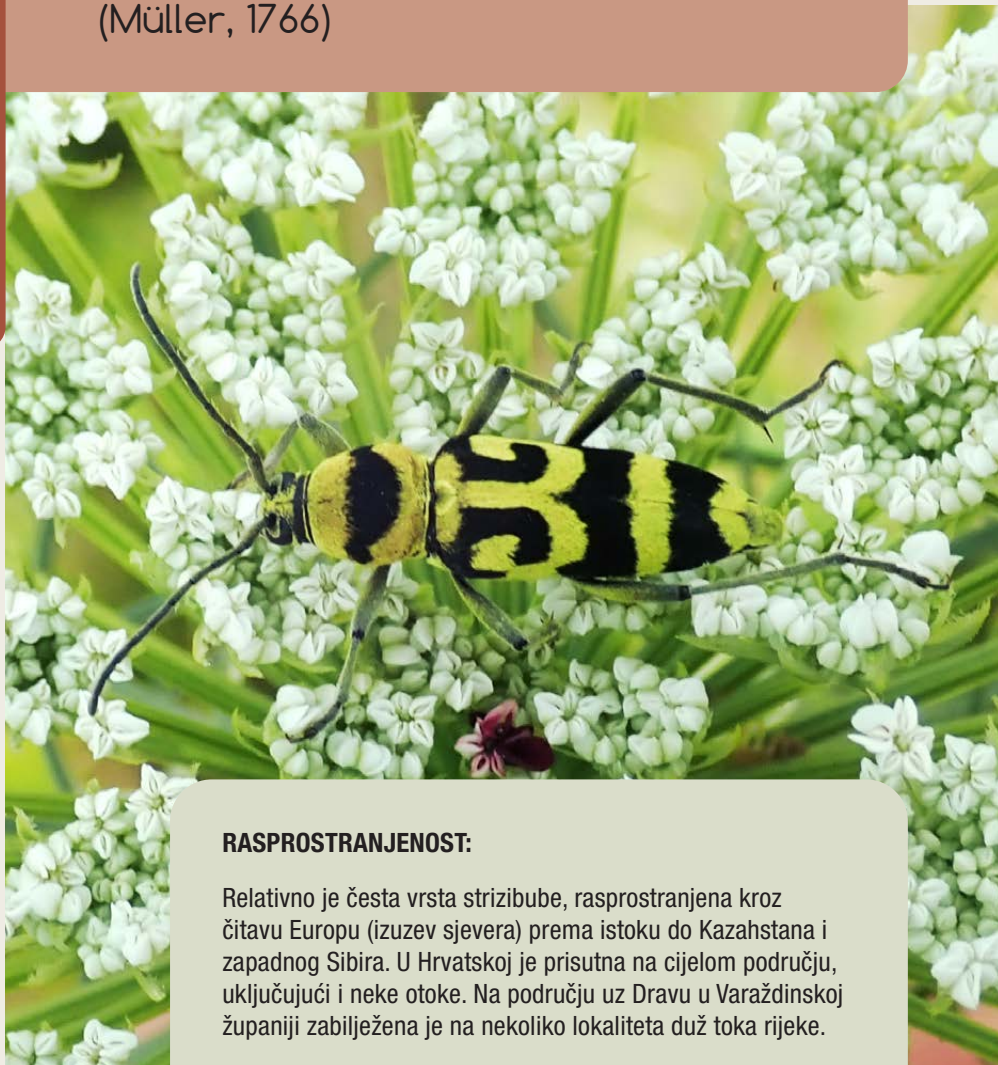 (Müller, 1766)
RASPROSTRANJENOST:
Relativno je česta vrsta strizibube, rasprostranjena kroz
čitavu Europu (izuzev sjevera) prema istoku do Kazahstana i
zapadnog Sibira. U Hrvatskoj je prisutna na cijelom području,
uključujući i neke otoke. Na području uz Dravu u Varaždinskoj
županiji zabilježena je na nekoliko lokaliteta duž toka rijeke.